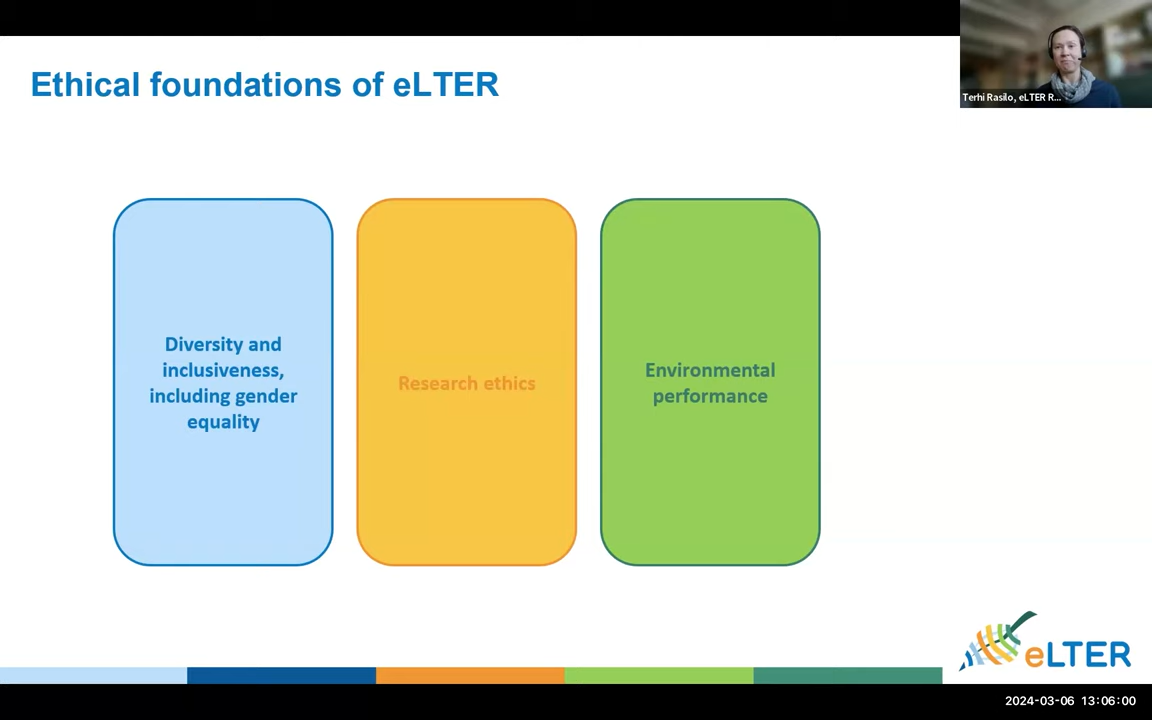 Ethical foundations of eLTER
Terhi Rasilo, eLTER R...
Diversity and
inclusiveness,
including gender
equality
Research ethics
Environmental
performance
eLTER
2024-03-06 13:06:00